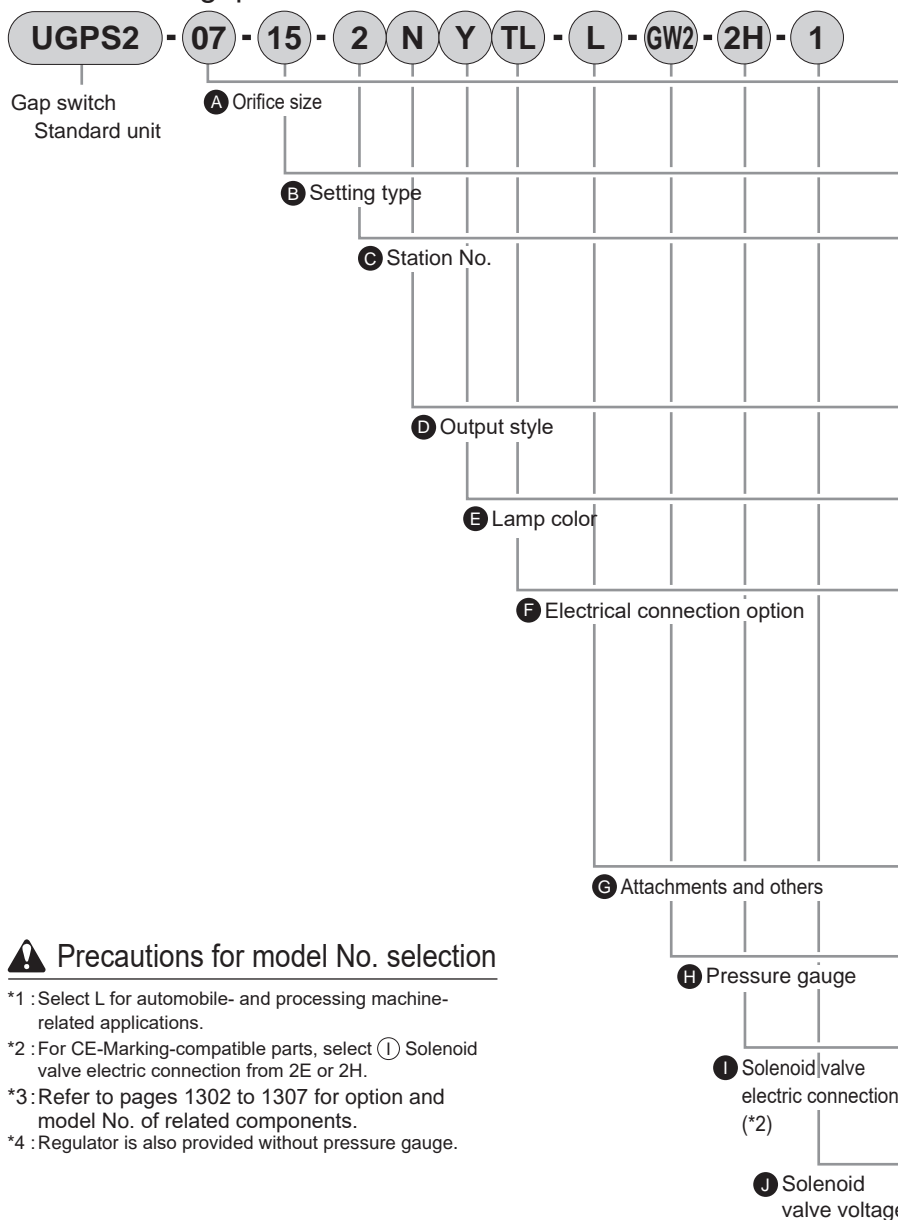 UGPS2 - 07 - 15 - 2 N Y TL - L - GW2 - 2H - 1
Gap switch
Standard unit
A Orifice size
B Setting type
C Station No.
D Output style
E Lamp color
F Electrical connection option
G Attachments and others
H Pressure gauge
I Solenoid valve
electric connection
(*2)
J Solenoid
valve voltage
Precautions for model No. selection
*1 : Select L for automobile- and processing machine-
related applications.
*2 : For CE-Marking-compatible parts, select I Solenoid
valve electric connection from 2E or 2H.
*3 : Refer to pages 1302 to 1307 for option and
model No. of related components.
*4 : Regulator is also provided without pressure gauge.